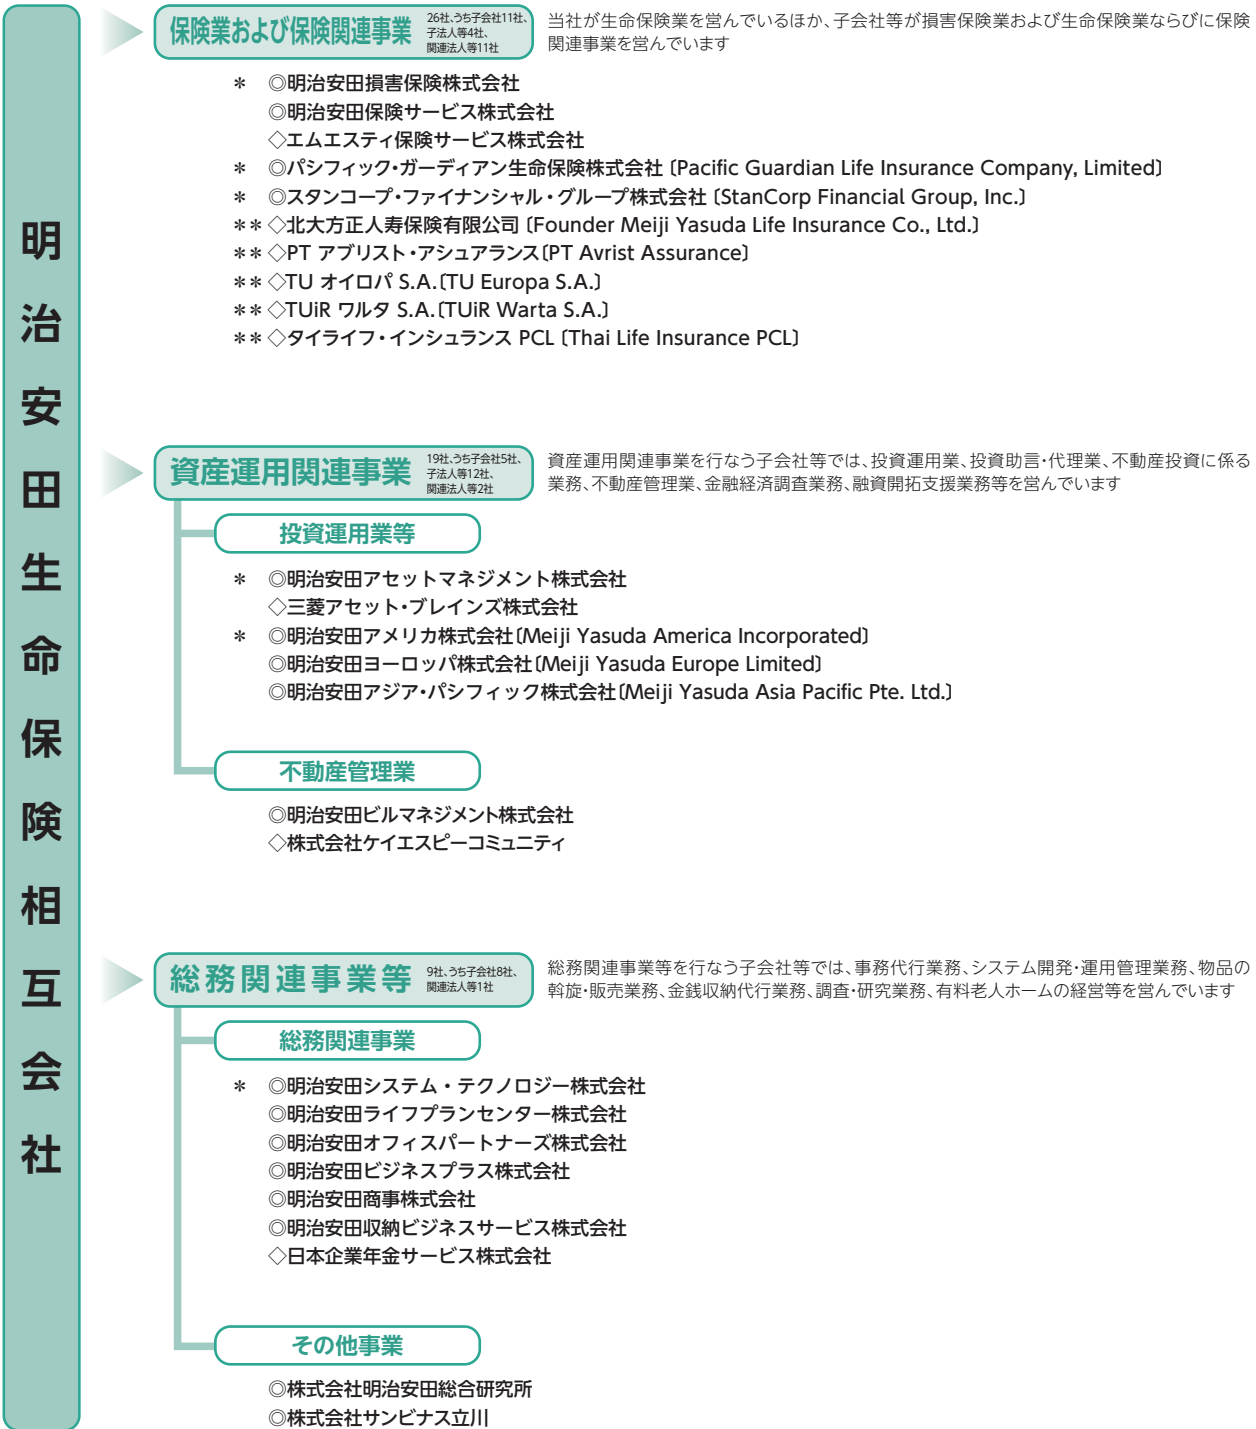 明治安田生命保険相互会社
保険業および保険関連事業
26社、うち子会社11社、
子法人等4社、
関連法人等11社
当社が生命保険業を営んでいるほか、子会社等が損害保険業および生命保険業ならびに保険
関連事業を営んでいます
＊ ◎明治安田損害保険株式会社
◎明治安田保険サービス株式会社
◇エムエスティ保険サービス株式会社
＊ ◎パシフィック・ガーディアン生命保険株式会社〔Pacific Guardian Life Insurance Company, Limited〕
＊ ◎スタンコープ・ファイナンシャル・グループ株式会社〔StanCorp Financial Group, Inc.〕
＊＊◇北大方正人寿保険有限公司〔Founder Meiji Yasuda Life Insurance Co., Ltd.〕
＊＊◇PT アブリスト・アシュアランス〔PT Avrist Assurance〕
＊＊◇TU オイロパ S.A.〔TU Europa S.A.〕
＊＊◇TUiR ワルタ S.A.〔TUiR Warta S.A.〕
＊＊◇タイライフ・インシュランス PCL〔Thai Life Insurance PCL〕
資産運用関連事業
19社、うち子会社5社、
子法人等12社、
関連法人等2社
資産運用関連事業を行なう子会社等では、投資運用業、投資助言・代理業、不動産投資に係る
業務、不動産管理業、金融経済調査業務、融資開拓支援業務等を営んでいます
投資運用業等
＊ ◎明治安田アセットマネジメント株式会社
◇三菱アセット・ブレインズ株式会社
＊ ◎明治安田アメリカ株式会社〔Meiji Yasuda America Incorporated〕
◎明治安田ヨーロッパ株式会社〔Meiji Yasuda Europe Limited〕
◎明治安田アジア・パシフィック株式会社〔Meiji Yasuda Asia Pacific Pte. Ltd.〕
不動産管理業
◎明治安田ビルマネジメント株式会社
◇株式会社ケイエスピーコミュニティ
総務関連事業等
9社、うち子会社8社、
関連法人等1社
総務関連事業等を行なう子会社等では、事務代行業務、システム開発・運用管理業務、物品の
斡旋・販売業務、金銭収納代行業務、調査・研究業務、有料老人ホームの経営等を営んでいます
総務関連事業
＊ ◎明治安田システム・テクノロジー株式会社
◎明治安田ライフプランセンター株式会社
◎明治安田オフィスパートナーズ株式会社
◎明治安田ビジネスプラス株式会社
◎明治安田商事株式会社
◎明治安田収納ビジネスサービス株式会社
◇日本企業年金サービス株式会社
その他事業
◎株式会社明治安田総合研究所
◎株式会社サンビナス立川